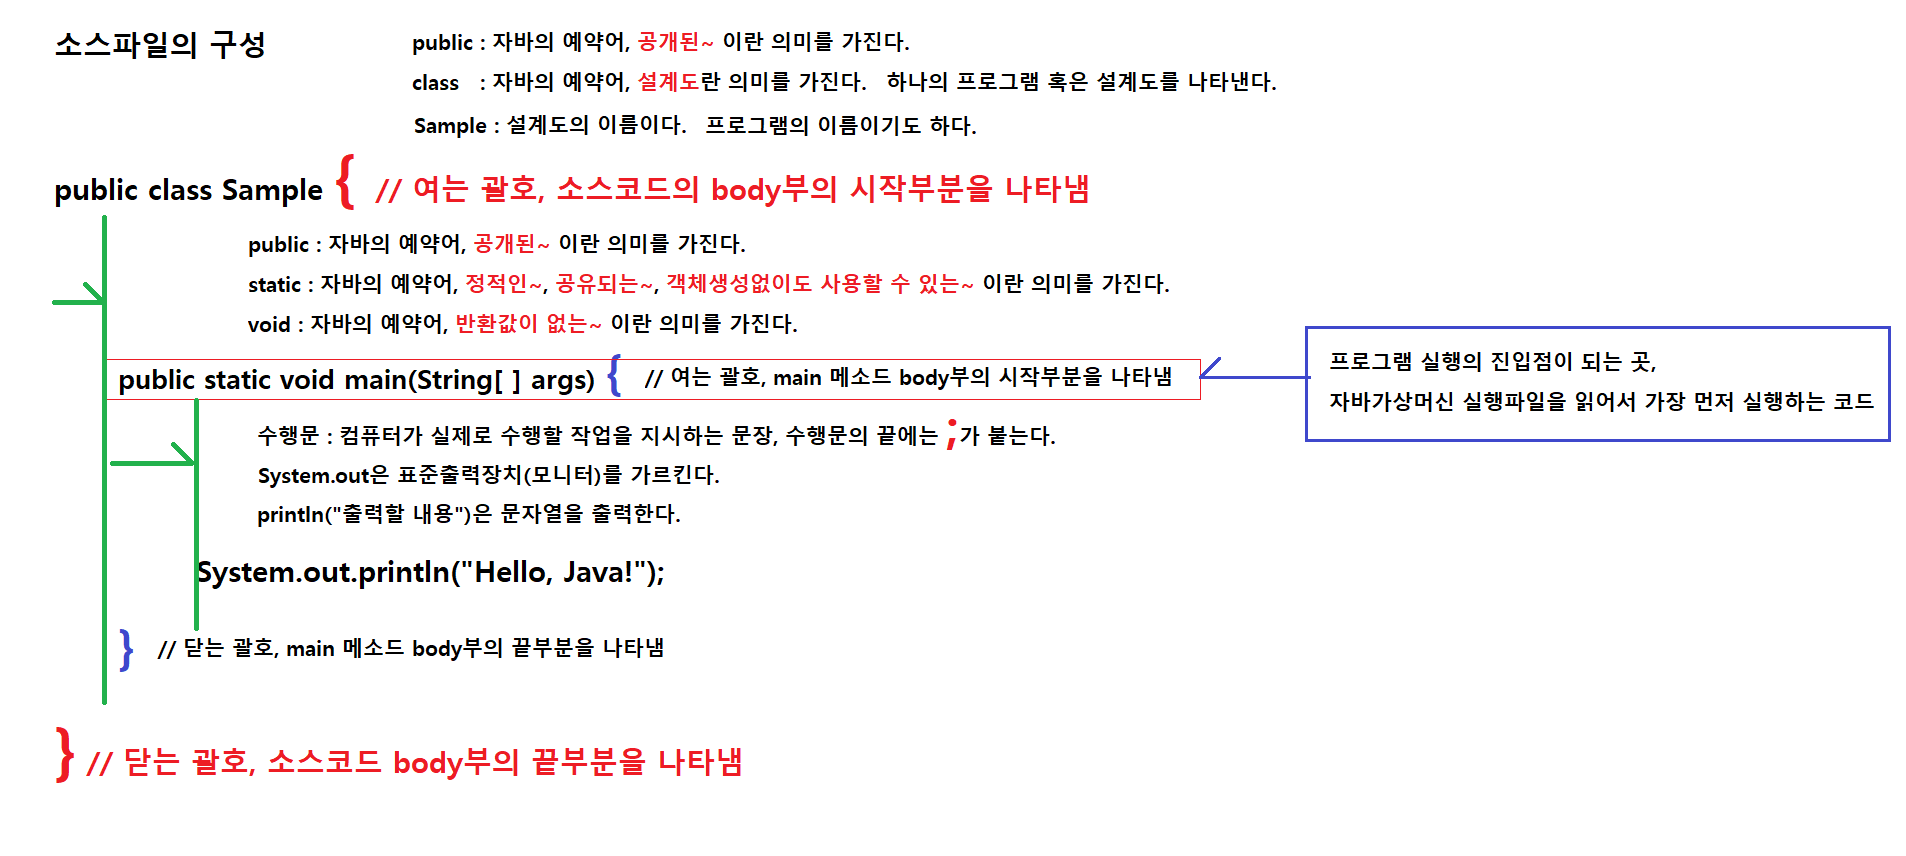 소스파일의 구성
public : 자바의 예약어, 공개된~ 이란 의미를 가진다.
class : 자바의 예약어, 설계도란 의미를 가진다. 하나의 프로그램 혹은 설계도를 나타낸다.
Sample : 설계도의 이름이다. 프로그램의 이름이기도 하다.
public class Sample { // 여는 괄호, 소스코드의 body부의 시작부분을 나타냄
public : 자바의 예약어, 공개된~ 이란 의미를 가진다.
static : 자바의 예약어, 정적인~, 공유되는~, 객체생성없이도 사용할 수 있는~ 이란 의미를 가진다.
void : 자바의 예약어, 반환값이 없는~ 이란 의미를 가진다.
public static void main(String[ ] args) { // 여는 괄호, main 메소드 body부의 시작부분을 나타냄
프로그램 실행의 진입점이 되는 곳,
자바가상머신 실행파일을 읽어서 가장 먼저 실행하는 코드
수행문 : 컴퓨터가 실제로 수행할 작업을 지시하는 문장, 수행문의 끝에는 ;가 붙는다.
System.out은 표준출력장치(모니터)를 가르킨다.
println("출력할 내용")은 문자열을 출력한다.
System.out.println("Hello, Java!");
} // 닫는 괄호, main 메소드 body부의 끝부분을 나타냄
} // 닫는 괄호, 소스코드 body부의 끝부분을 나타냄